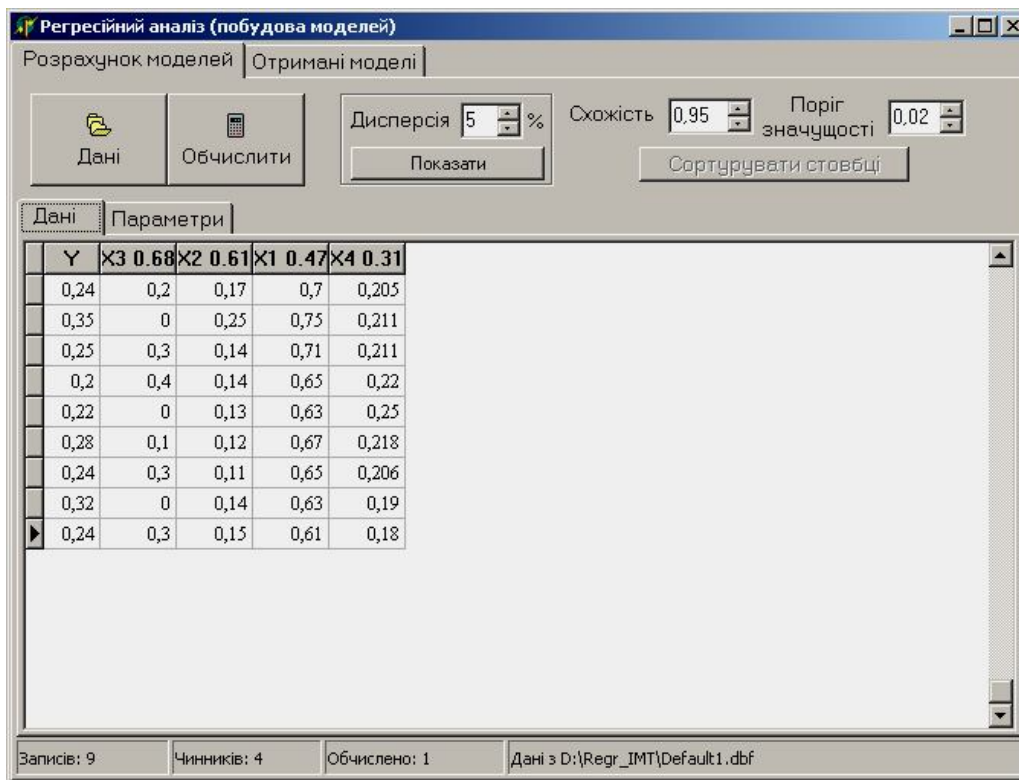 Регресійний аналіз (побудова моделей)
Розрахунок моделей Отримані моделі
Дані Обчислити Дисперсія 5 % Схожість 0,95 Поріг значущості 0,02
Показати Сортурувати стовбці
Дані Параметри
Y X3 0.68 X2 0.61 X1 0.47 X4 0.31
0,24 0,2 0,17 0,7 0,205
0,35 0 0,25 0,75 0,211
0,25 0,3 0,14 0,71 0,211
0,2 0,4 0,14 0,65 0,22
0,22 0 0,13 0,63 0,25
0,28 0,1 0,12 0,67 0,218
0,24 0,3 0,11 0,65 0,206
0,32 0 0,14 0,63 0,19
0,24 0,3 0,15 0,61 0,18
Записів: 9 Чинників: 4 Обчислено: 1 Дані з D:\Regr_IMT\Default1.dbf